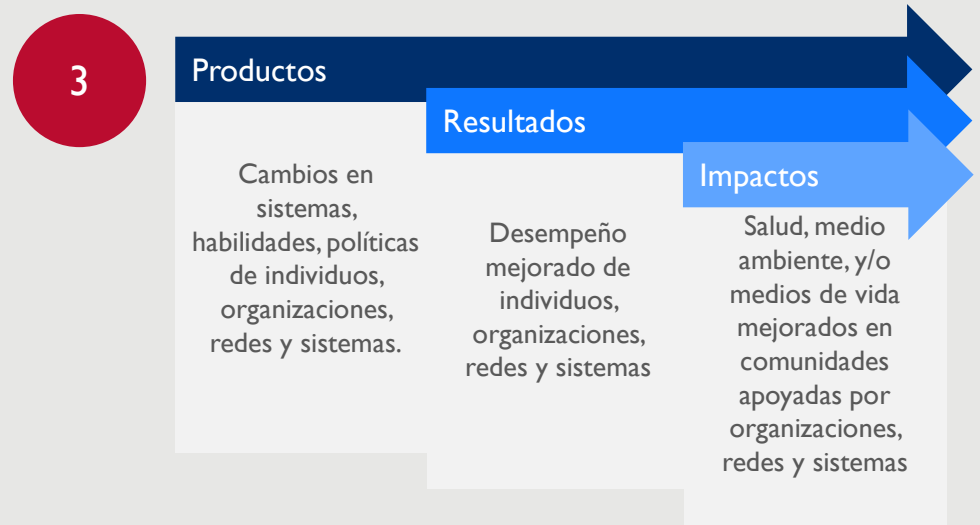 3
Productos
Cambios en
sistemas,
habilidades, políticas
de individuos,
organizaciones,
redes y sistemas.
Resultados
Desempeño
mejorado de
individuos,
organizaciones,
redes y sistemas
Impactos
Salud, medio
ambiente, y/o
medios de vida
mejorados en
comunidades
apoyadas por
organizaciones,
redes y sistemas